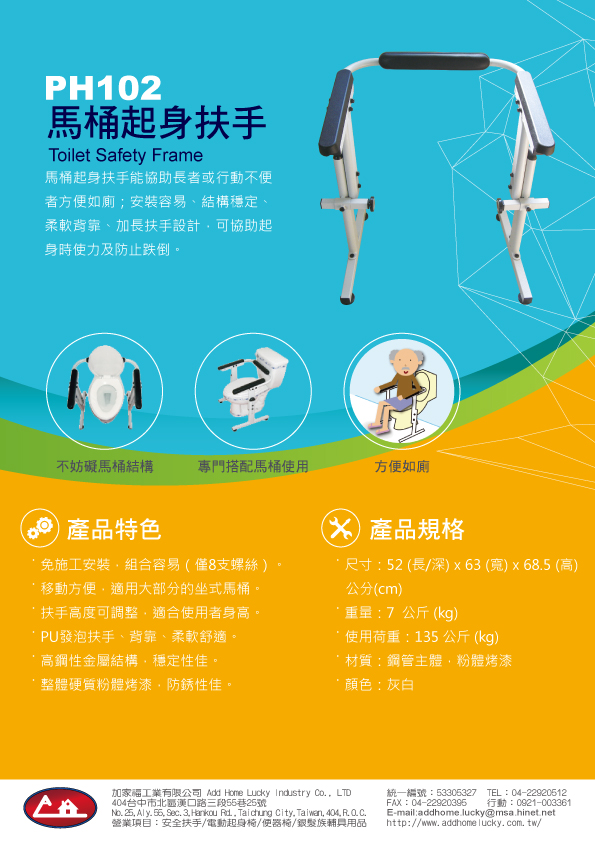 PH102
馬桶起身扶手
Toilet Safety Frame
馬桶起身扶手能協助長者或行動不便
者方便如廁；安裝容易、結構穩定、
柔軟背靠、加長扶手設計，可協助起
身時使力及防止跌倒。
不妨礙馬桶結構
專門搭配馬桶使用
方便如廁
產品特色
˙免施工安裝，組合容易（僅8支螺絲）。
˙移動方便，適用大部分的坐式馬桶。
˙扶手高度可調整，適合使用者身高。
˙PU發泡扶手、背靠、柔軟舒適。
˙高鋼性金屬結構，穩定性佳。
˙整體硬質粉體烤漆，防銹性佳。
產品規格
˙尺寸：52 (長/深) x 63 (寬) x 68.5 (高)
公分(cm)
˙重量：7 公斤 (kg)
˙使用荷重：135 公斤 (kg)
˙材質：鋼管主體，粉體烤漆
˙顏色：灰白
加家福工業有限公司 Add Home Lucky Industry Co., LTD
404台中市北區漢口路三段55巷25號
No.25,Aly.55,Sec.3,Hankou Rd.,Taichung City,Taiwan,404,R.O.C.
營業項目：安全扶手/電動起身椅/便器椅/銀髮族輔具用品
統一編號：53305327 TEL：04-22920512
FAX：04-22920395 行動：0921-003361
E-mail:addhome.lucky@msa.hinet.net
http://www.addhomelucky.com.tw/